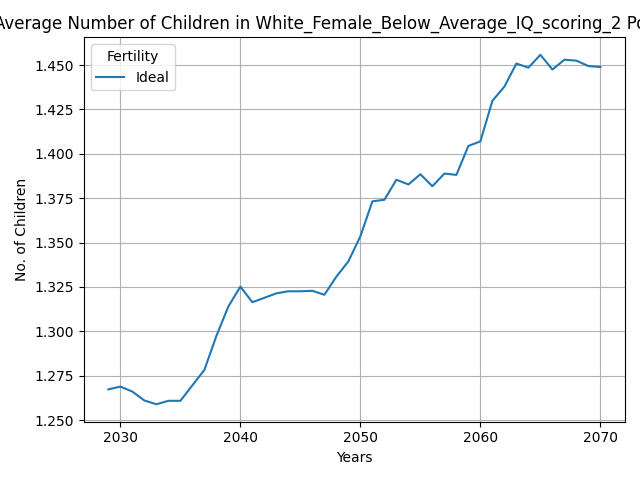 Average Number of Children in White_Female_Below_Average_IQ_scoring_2 Po
Fertility
Ideal
No. of Children
1.450
1.425
1.400
1.375
1.350
1.325
1.300
1.275
1.250
2030 2040 2050 2060 2070
Years